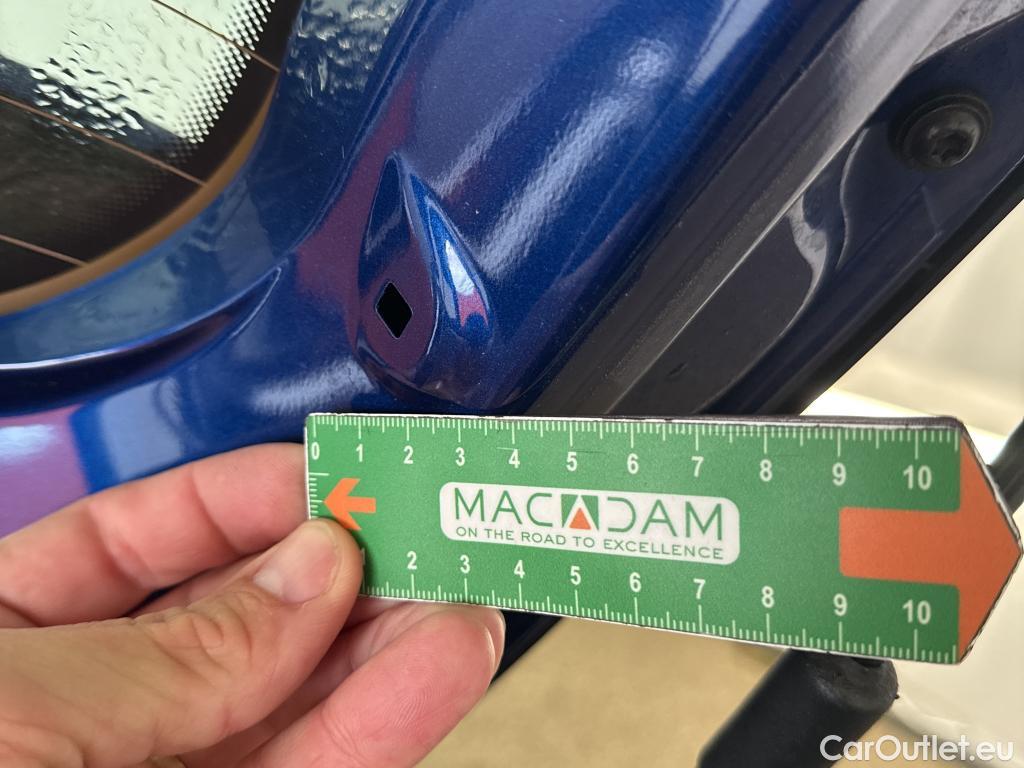 0 1 2 3 4 5 6 7 8 9 10
MACADAM
ON THE ROAD TO EXCELLENCE
1 2 3 4 5 6 7 8 9 10
CarOutlet.eu